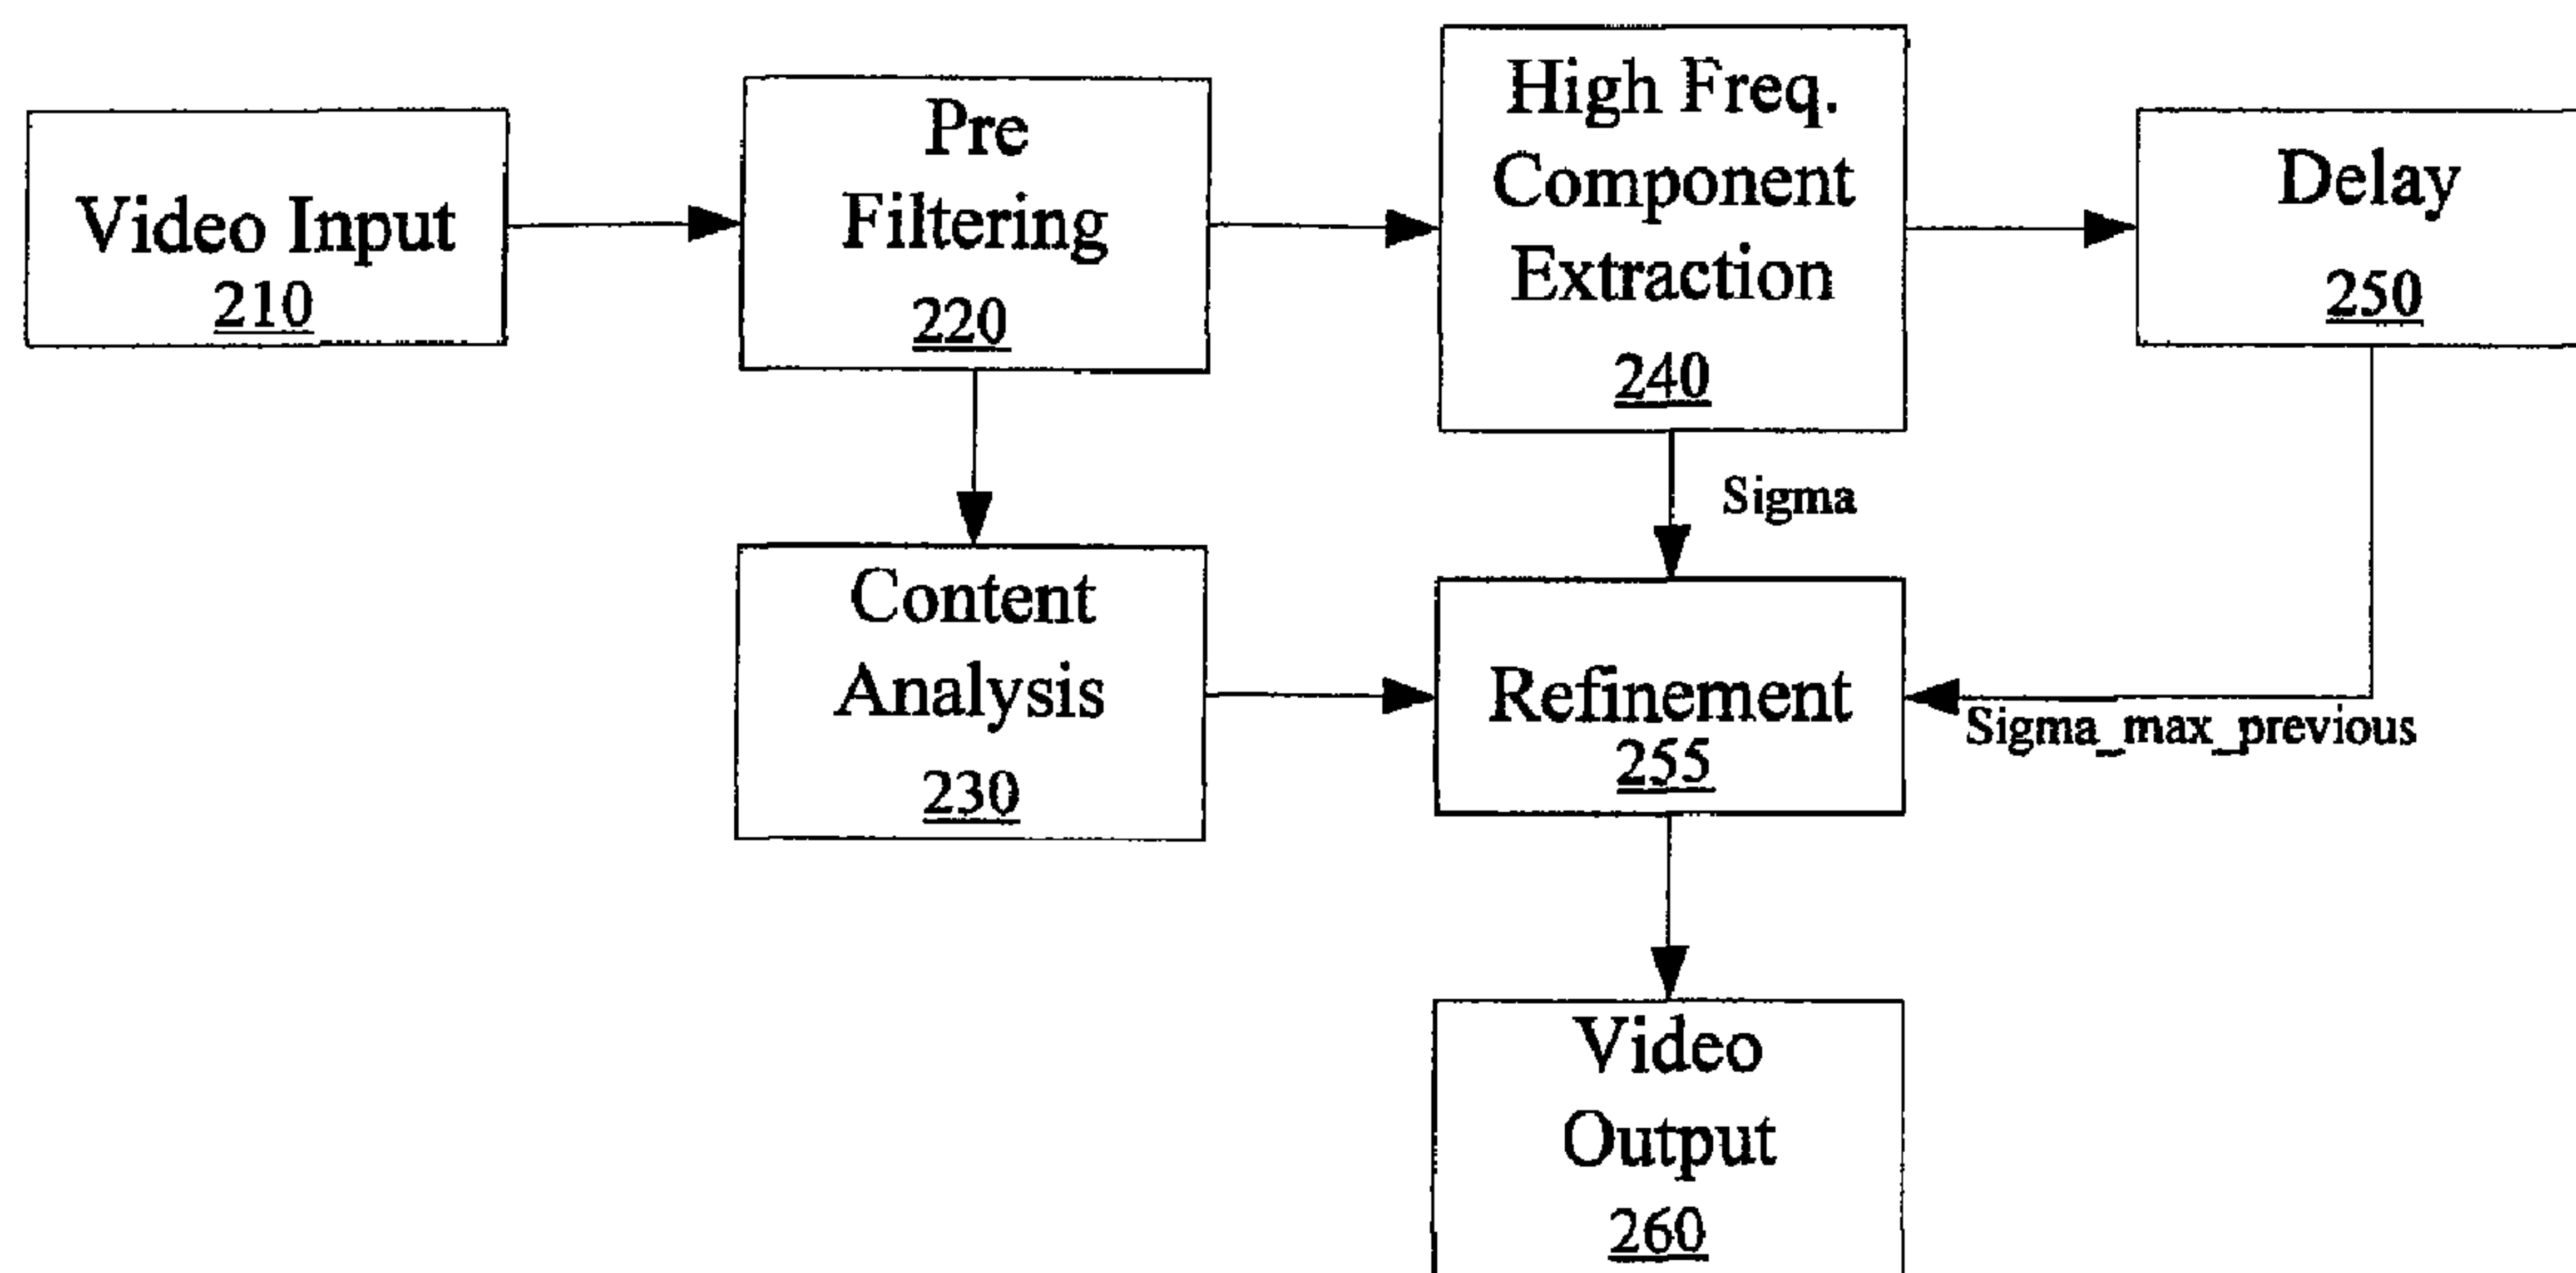 Video Input
210
Pre
Filtering
220
High Freq.
Component
Extraction
240
Delay
250
Sigma
Content
Analysis
230
Refinement
255
Sigma_max_previous
Video
Output
260